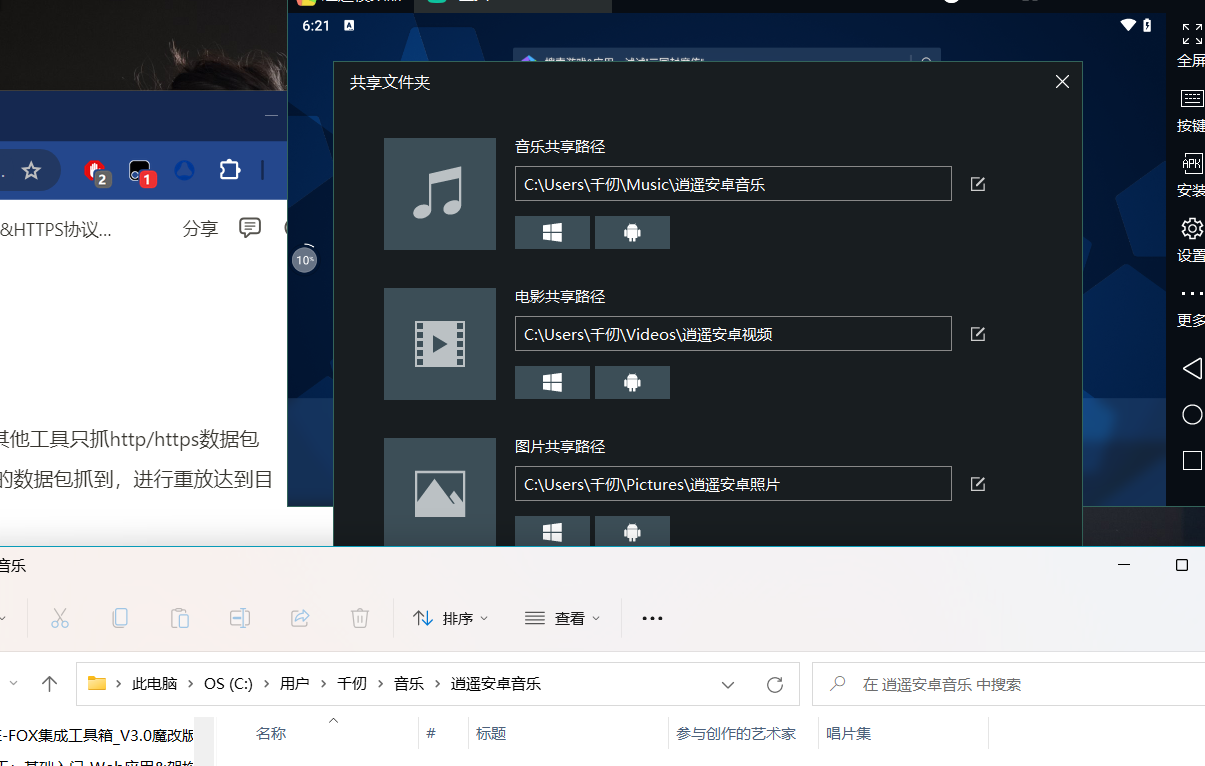 6:21
A
共享文件夹
全屏
音乐共享路径
C:\Users\千仞\Music\逍遥安卓音乐
按键
APK
安装
设置
更多
2
1
&HTTPS协议...
分享
10
电影共享路径
C:\Users\千仞\Videos\逍遥安卓视频
图片共享路径
C:\Users\千仞\Pictures\逍遥安卓照片
其他工具只抓http/https数据包
的数据包抓到，进行重放达到目
音乐
排序
查看
此电脑 > OS (C:) > 用户 > 千仞 > 音乐 > 逍遥安卓音乐
在 逍遥安卓音乐 中搜索
-FOX集成工具箱_V3.0魔改版
名称
#
标题
参与创作的艺术家
唱片集